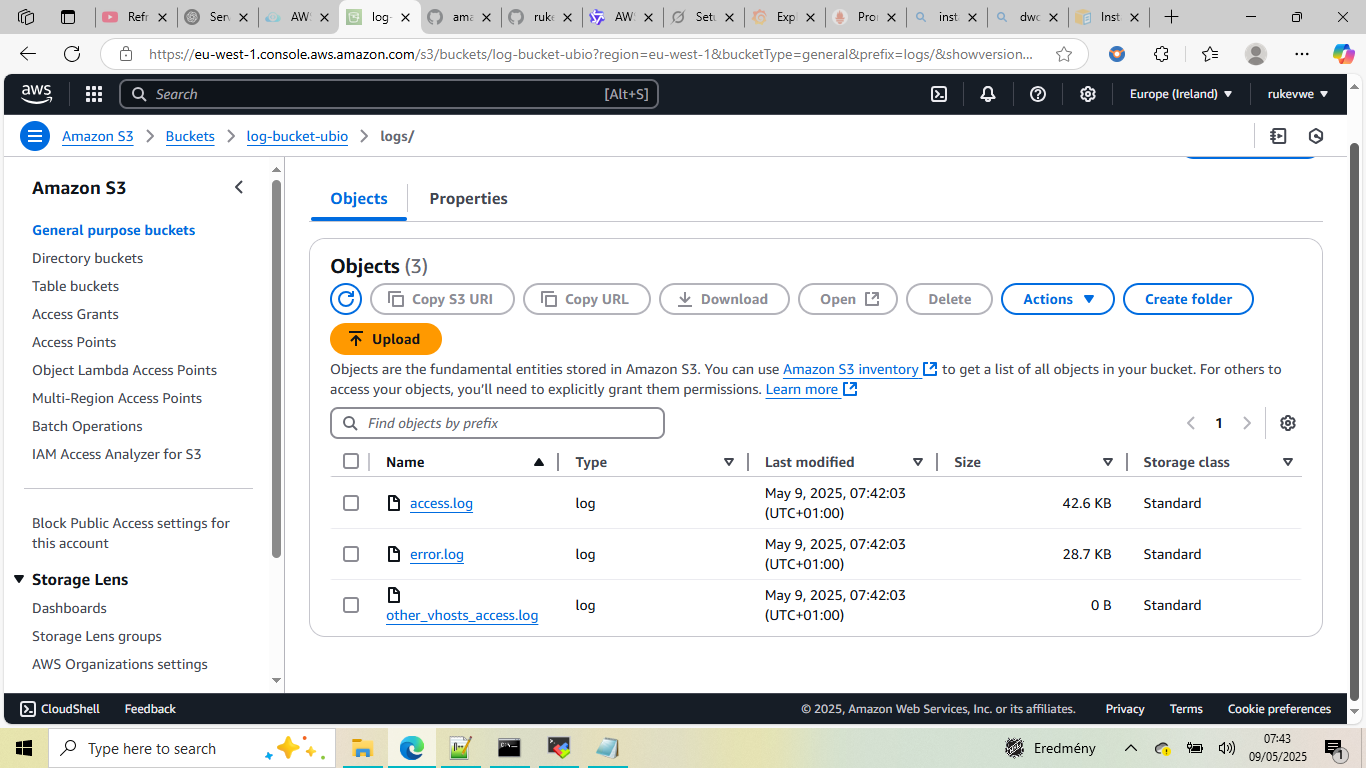 Refr
Serv
AWS
log-
ama
ruke
AWS
Setu
Expl
Pror
insta
dwo
Inst
https://eu-west-1.console.aws.amazon.com/s3/buckets/log-bucket-ubio?region=eu-west-1&bucketType=general&prefix=logs/&showversion...
aws
Search
[Alt+S]
Europe (Ireland)
rukevwe
Amazon S3
Buckets
log-bucket-ubio
logs/
Amazon S3
General purpose buckets
Directory buckets
Table buckets
Access Grants
Access Points
Object Lambda Access Points
Multi-Region Access Points
Batch Operations
IAM Access Analyzer for S3
Block Public Access settings for
this account
Storage Lens
Dashboards
Storage Lens groups
AWS Organizations settings
Objects
Properties
Objects (3)
Copy S3 URI
Copy URL
Download
Open
Delete
Actions
Create folder
Upload
Objects are the fundamental entities stored in Amazon S3. You can use Amazon S3 inventory to get a list of all objects in your bucket. For others to
access your objects, you'll need to explicitly grant them permissions. Learn more
Find objects by prefix
1
Name Type Last modified Size Storage class
access.log log May 9, 2025, 07:42:03 42.6 KB Standard
(UTC+01:00)
error.log log May 9, 2025, 07:42:03 28.7 KB Standard
(UTC+01:00)
other_vhosts_access.log log May 9, 2025, 07:42:03 0 B Standard
(UTC+01:00)
CloudShell
Feedback
© 2025, Amazon Web Services, Inc. or its affiliates.
Privacy
Terms
Cookie preferences
Type here to search
Eredmény
07:43
09/05/2025
1